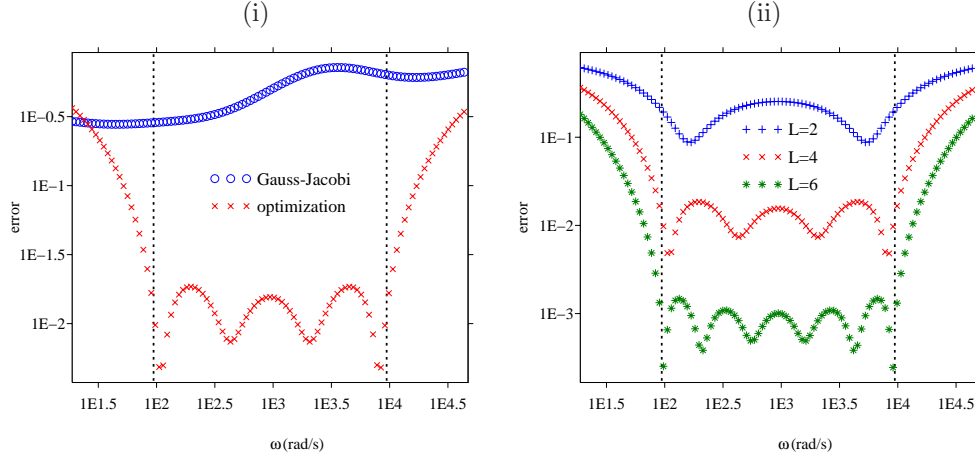 (i)
1E−0.5
1E−1
1E−1.5
1E−2
error
Gauss-Jacobi
optimization
1E1.5
1E2
1E2.5
1E3
1E3.5
1E4
1E4.5
ω(rad/s)
(ii)
1E−1
1E−2
1E−3
error
L=2
L=4
L=6
1E1.5
1E2
1E2.5
1E3
1E3.5
1E4
1E4.5
ω(rad/s)